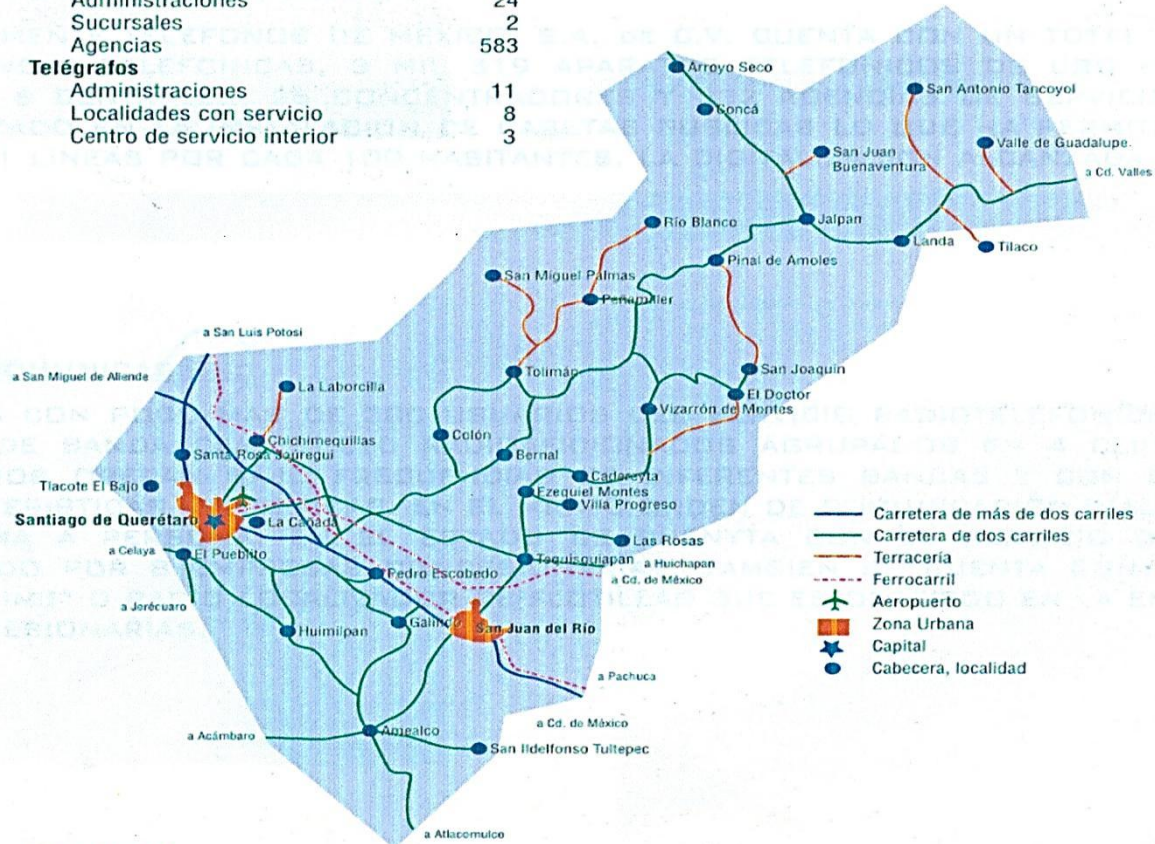 Administraciones 24
Sucursales 2
Agencias 583
Telégrafos
Administraciones 11
Localidades con servicio 8
Centro de servicio interior 3
Arroyo Seco
Concá
San Antonio Tancoyol
Valle de Guadalupe.
San Juan
Buenaventura
a Cd. Valles
Río Blanco
Jalpan
Landa
Tilaco
Pinal de Amoles
San Miguel Palmas
Peñamiller
a San Luis Potosí
a San Miguel de Allende
La Laborcilla
Tolimán
San Joaquín
El Doctor
Vizarrón de Montes
Chichimequillas
Colón
Santa Rosa Jaúregui
Bernal
Cadereyta
Tlacote El Bajo
Ezequiel Montes
Villa Progreso
Santiago de Querétaro
La Cañada
Las Rosas
a Celaya
El Pueblito
Tequisquiapan
a Huichapan
a Cd. de México
Pedro Escobedo
a Jerécuaro
Huimilpan
Galindo
San Juan del Río
a Pachuca
a Cd. de México
a Acámbaro
Amealco
San Ildelfonso Tultepec
a Atlacomulco
Carretera de más de dos carriles
Carretera de dos carriles
Terracería
Ferrocarril
Aeropuerto
Zona Urbana
Capital
Cabecera, localidad